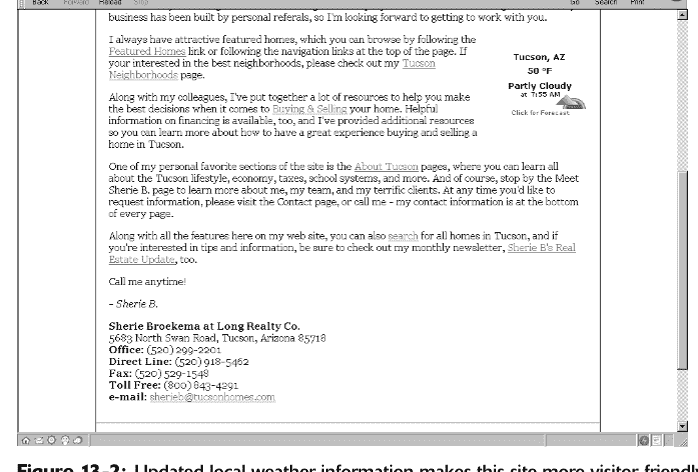 Back Forward Reload Stop Go Search Print
business has been built by personal referals, so I'm looking forward to getting to work with you.
I always have attractive featured homes, which you can browse by following the
Featured Homes link or following the navigation links at the top of the page. If
your interested in the best neighborhoods, please check out my Tucson
Neighborhoods page.
Tucson, AZ
50 °F
Partly Cloudy
at 7:55 AM
Click for Forecast
Along with my colleagues, I've put together a lot of resources to help you make
the best decisions when it comes to Buying & Selling your home. Helpful
information on financing is available, too, and I've provided additional resources
so you can learn more about how to have a great experience buying and selling a
home in Tucson.
One of my personal favorite sections of the site is the About Tucson pages, where you can learn all
about the Tucson lifestyle, economy, taxes, school systems, and more. And of course, stop by the Meet
Sherie B. page to learn more about me, my team, and my terrific clients. At any time you'd like to
request information, please visit the Contact page, or call me - my contact information is at the bottom
of every page.
Along with all the features here on my web site, you can also search for all homes in Tucson, and if
you're interested in tips and information, be sure to check out my monthly newsletter, Sherie B's Real
Estate Update, too.
Call me anytime!
- Sherie B.
Sherie Broekema at Long Realty Co.
5683 North Swan Road, Tucson, Arizona 85718
Office: (520) 299-2201
Direct Line: (520) 918-5462
Fax: (520) 529-1548
Toll Free: (800) 843-4291
e-mail: sherieb@tucsonhomes.com
Figure 13-2: Updated local weather information makes this site more visitor friendly